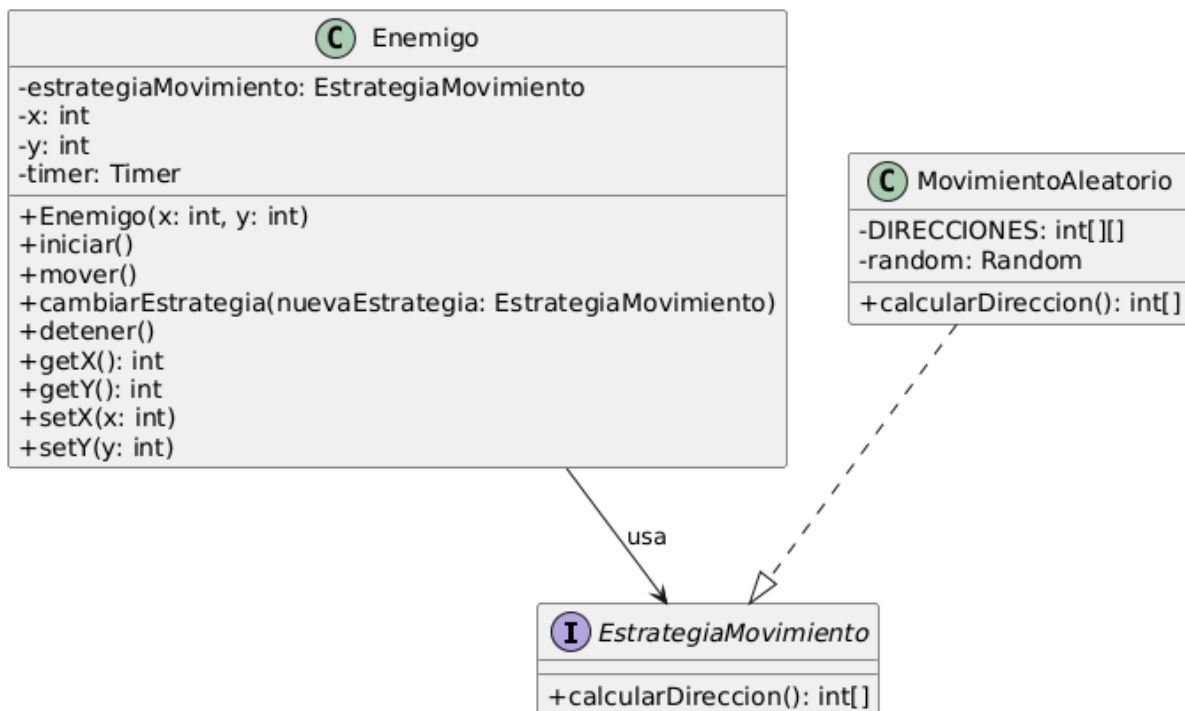 C Enemigo
-estrategiaMovimiento: EstrategiaMovimiento
-x: int
-y: int
-timer: Timer
+Enemigo(x: int, y: int)
+iniciar()
+mover()
+cambiarEstrategia(nuevaEstrategia: EstrategiaMovimiento)
+detener()
+getX(): int
+getY(): int
+setX(x: int)
+setY(y: int)
C MovimientoAleatorio
-DIRECCIONES: int[][]
-random: Random
+calcularDireccion(): int[]
usa
I EstrategiaMovimiento
+calcularDireccion(): int[]